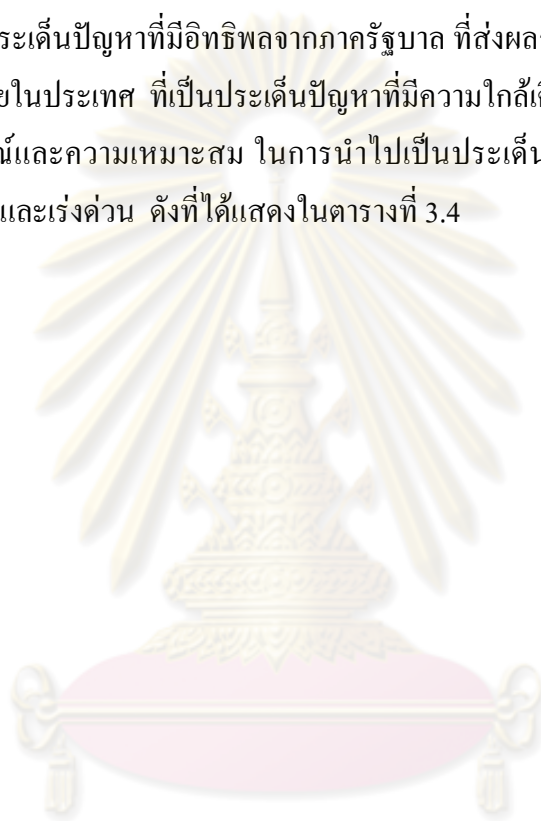 ระเด็นปัญหาที่มีอิทธิพลจากภาครัฐบาล ที่ส่งผล
ยในประเทศ ที่เป็นประเด็นปัญหาที่มีความใกล้เ
ณ์และความเหมาะสม ในการนำไปเป็นประเด็น
และเร่งด่วน ดังที่ได้แสดงในตารางที่ 3.4